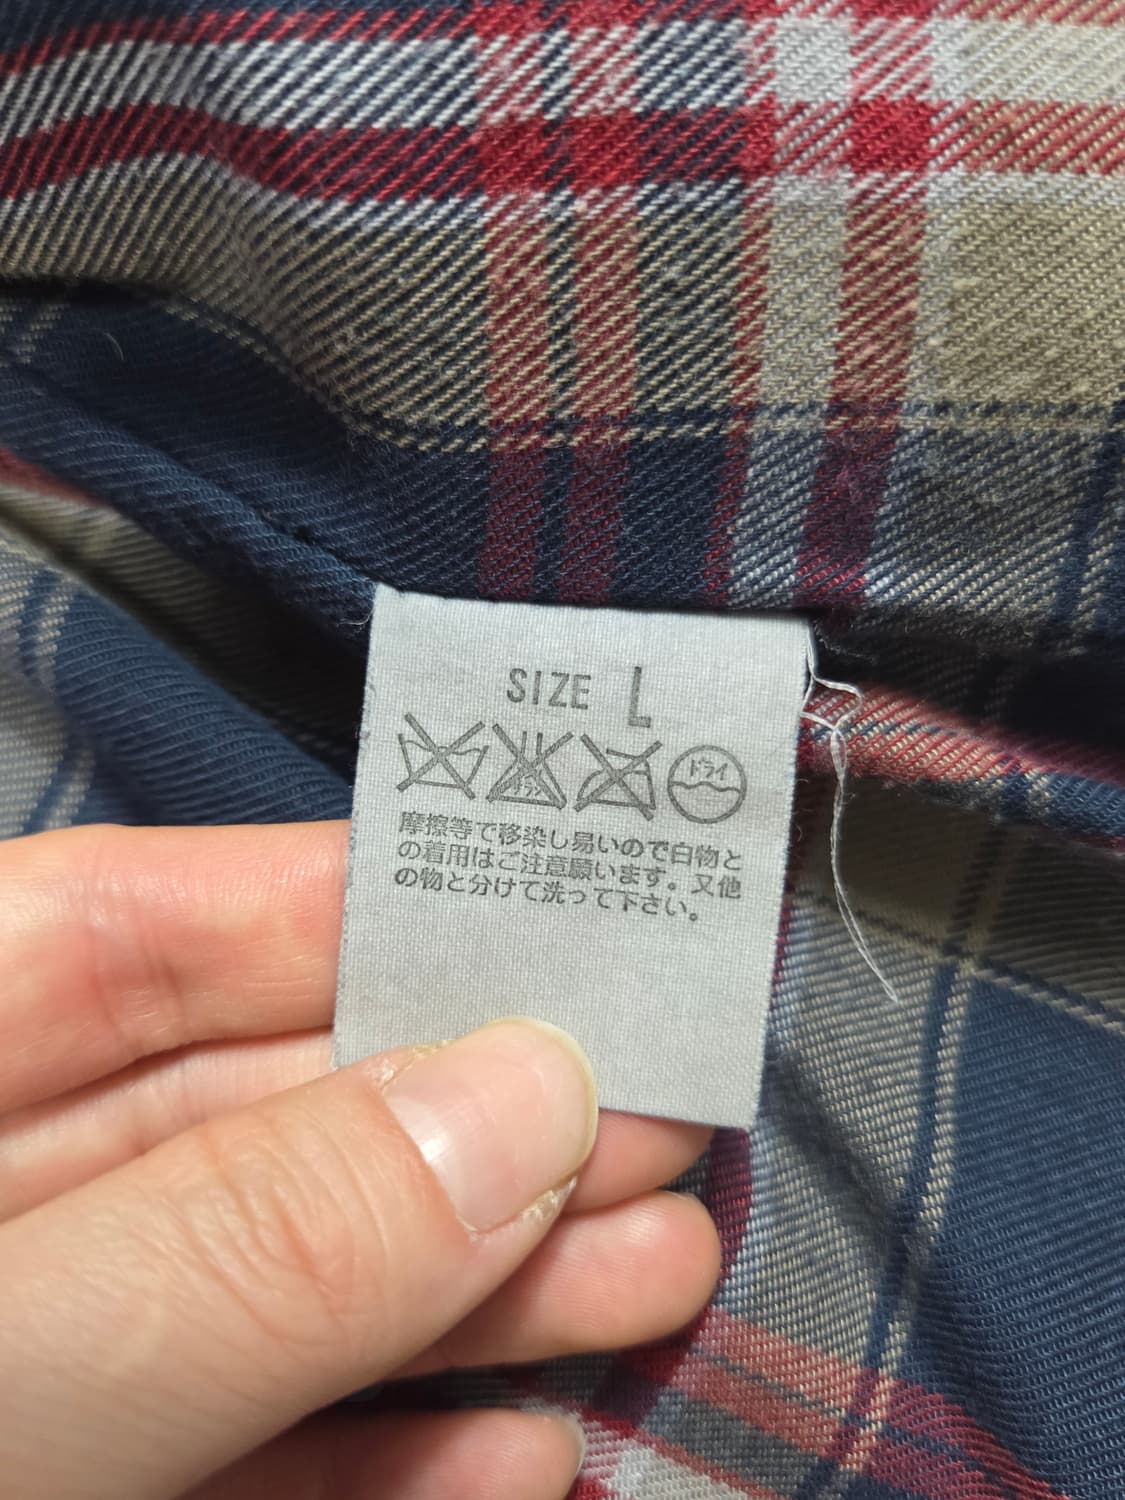 SIZE L
ドライ
摩擦等で移染し易いので白物と
の着用はご注意願います。又他
の物と分けて洗って下さい。